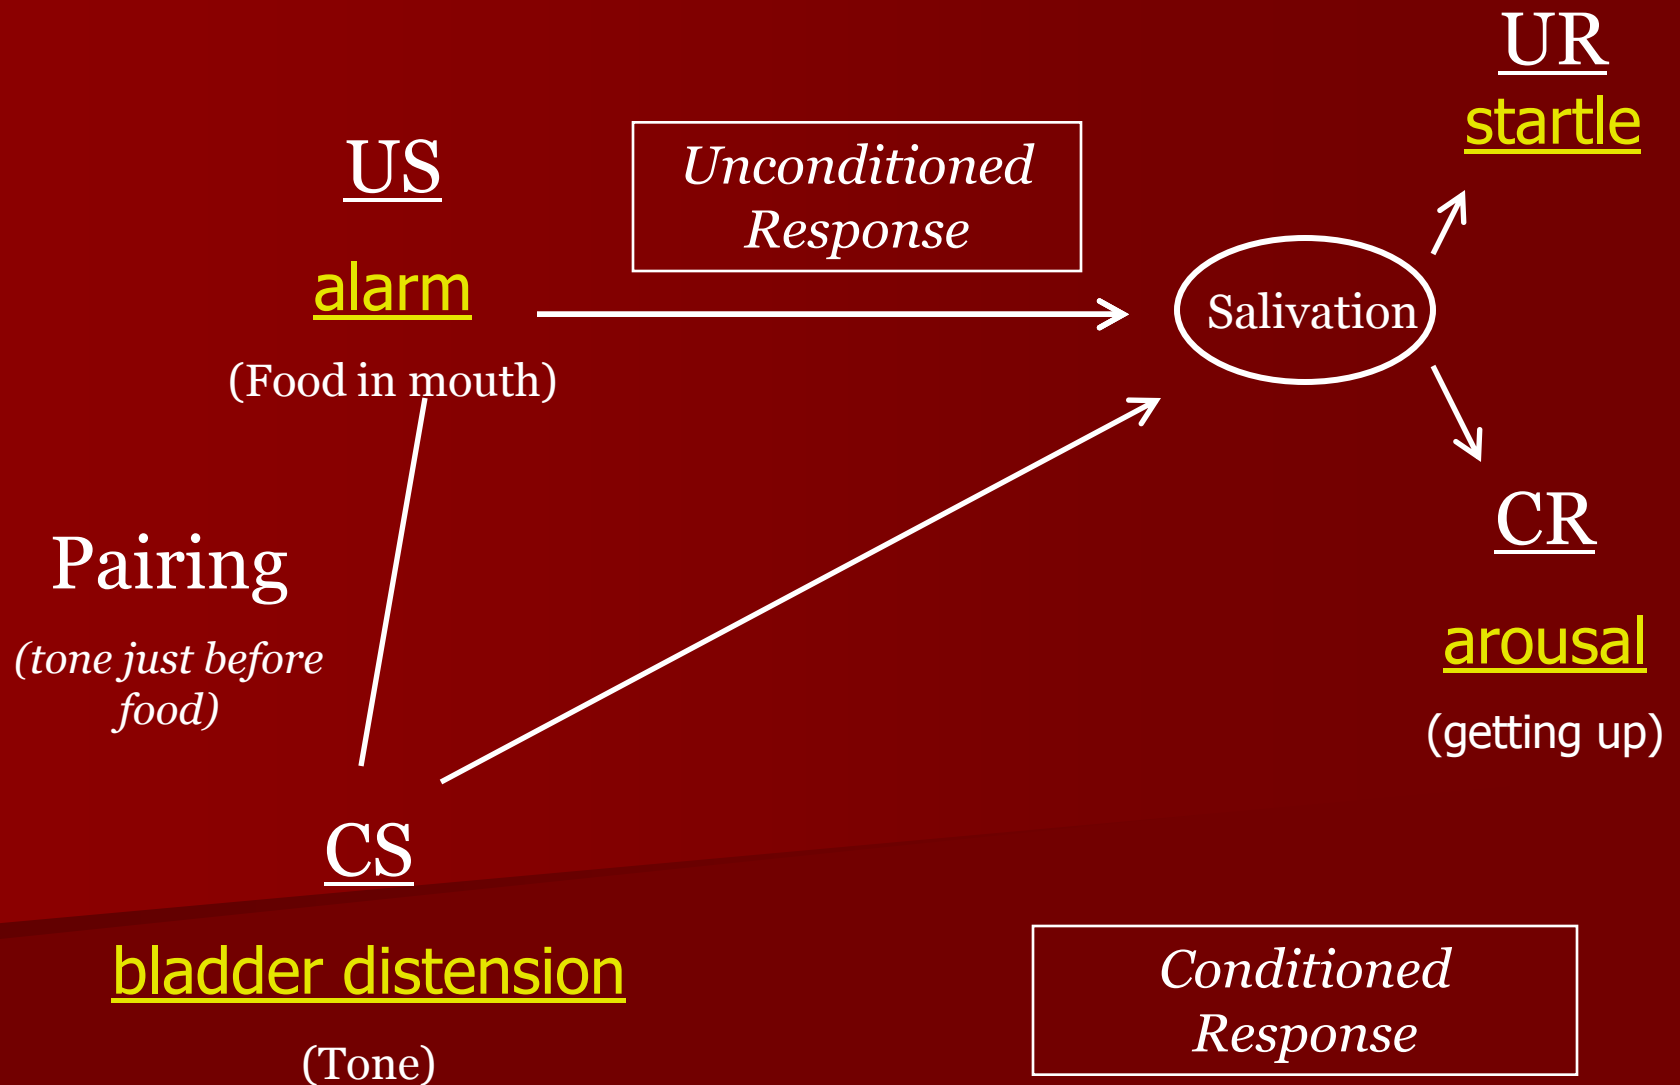 UR
startle
US
Unconditioned
Response
alarm
Salivation
(Food in mouth)
CR
Pairing
arousal
(tone just before
food)
(getting up)
CS
bladder distension
Conditioned
Response
(Tone)